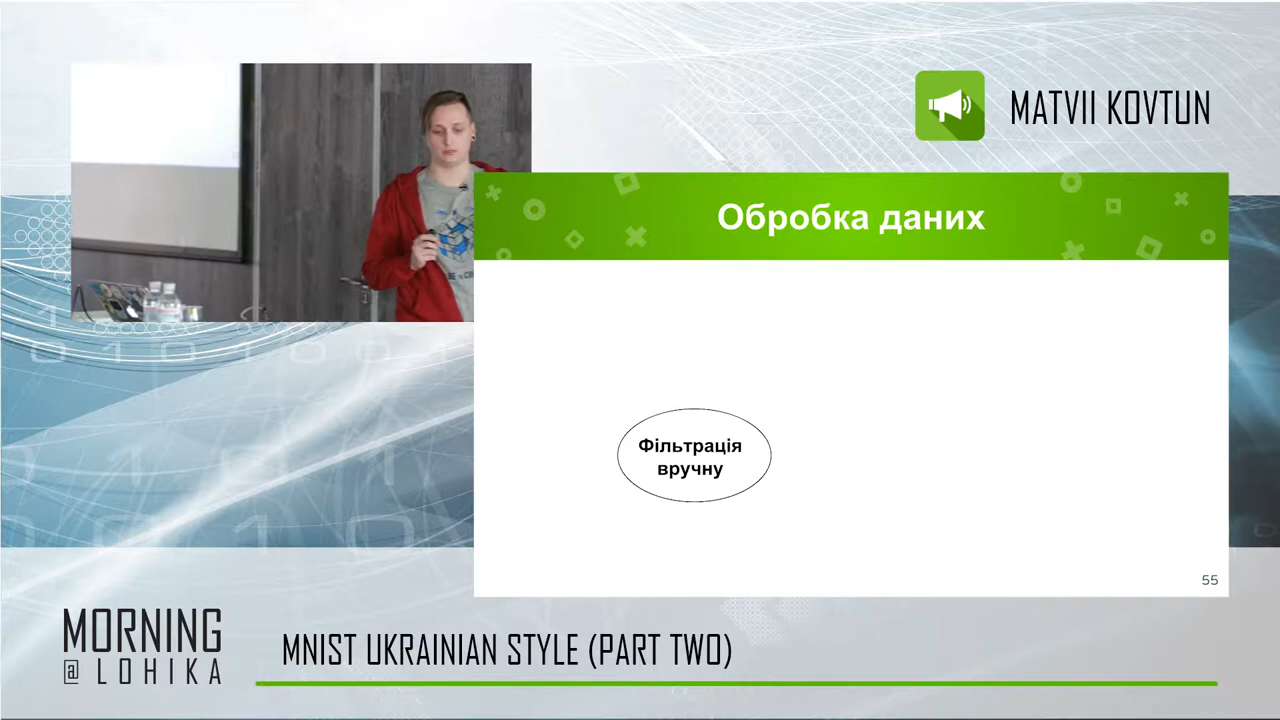 MATVII KOVTUN
Обробка даних
Фільтрація
вручну
55
MORNING
@ LOHIKA
MNIST UKRAINIAN STYLE (PART TWO)